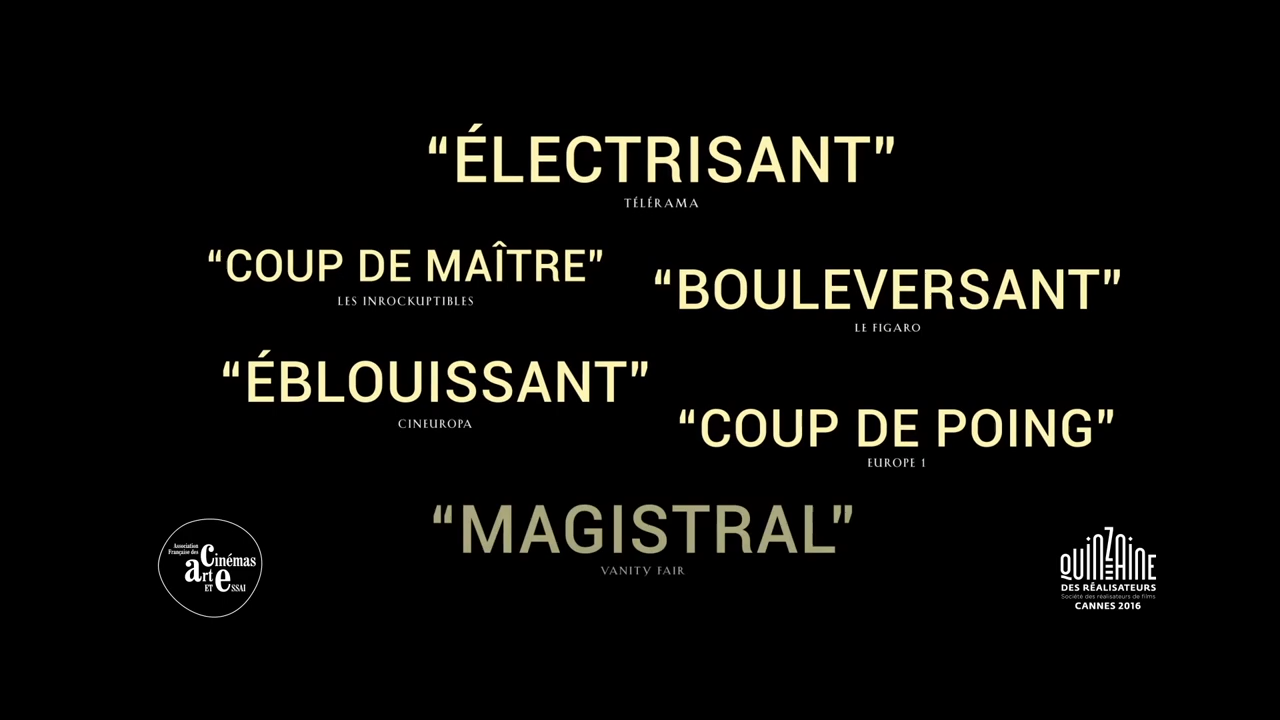 “ÉLECTRISANT”
TÉLÉRAMA
“COUP DE MAÎTRE”
LES INROCKUPTIBLES
“BOULEVERSANT”
LE FIGARO
“ÉBLOUISSANT”
CINEUROPA
“COUP DE POING”
EUROPE 1
“MAGISTRAL”
VANITY FAIR
Association
Française des
Cinémas
art
ET ESSAI
QUINZAINE
DES RÉALISATEURS
Société des réalisateurs de films
CANNES 2016